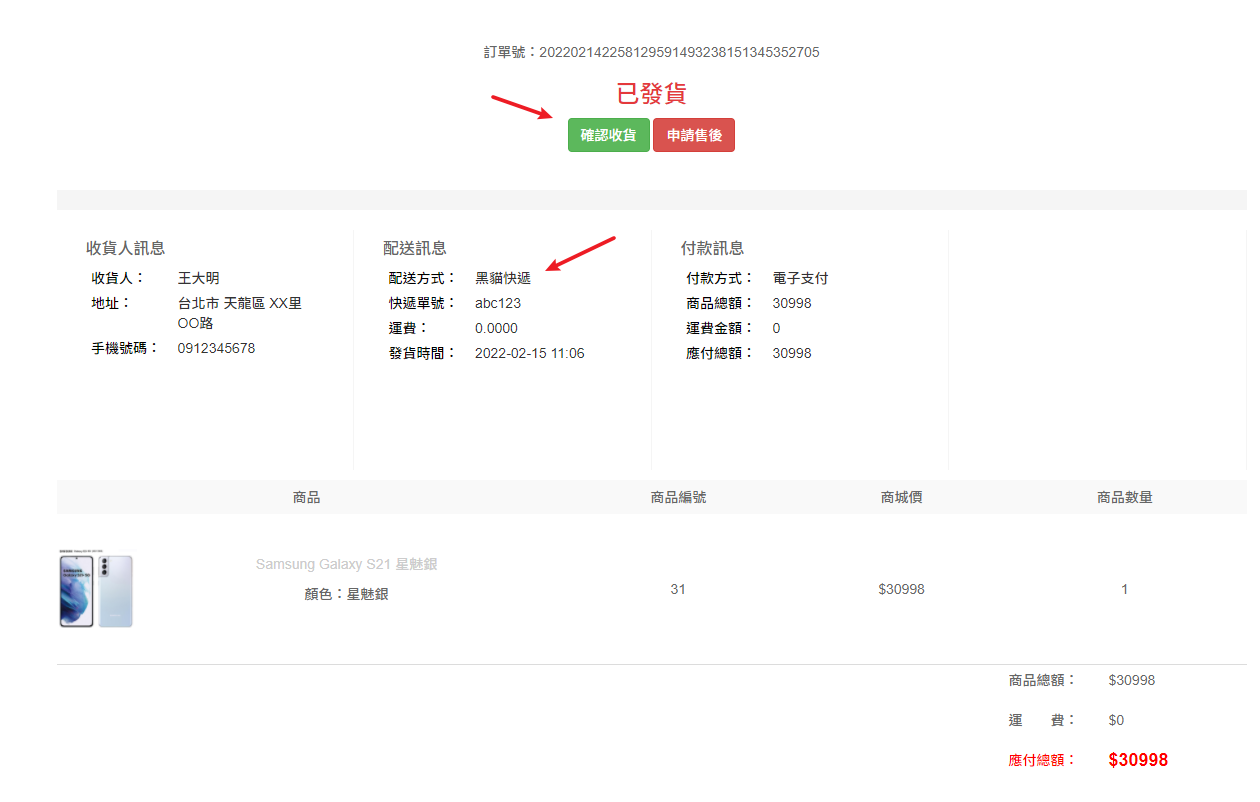 訂單號：20220214225812959149323815134535​2705
已發貨
確認收貨 申請售後
收貨人訊息
收貨人： 王大明
地址： 台北市 天龍區 XX里
OO路
手機號碼： 0912345678
配送訊息
配送方式： 黑貓快遞
快遞單號： abc123
運費： 0.0000
發貨時間： 2022-02-15 11:06
付款訊息
付款方式： 電子支付
商品總額： 30998
運費金額： 0
應付總額： 30998
商品 商品編號 商城價 商品數量
Samsung Galaxy S21 星魅銀
顏色：星魅銀
31 $30998 1
商品總額： $30998
運 費： $0
應付總額： $30998